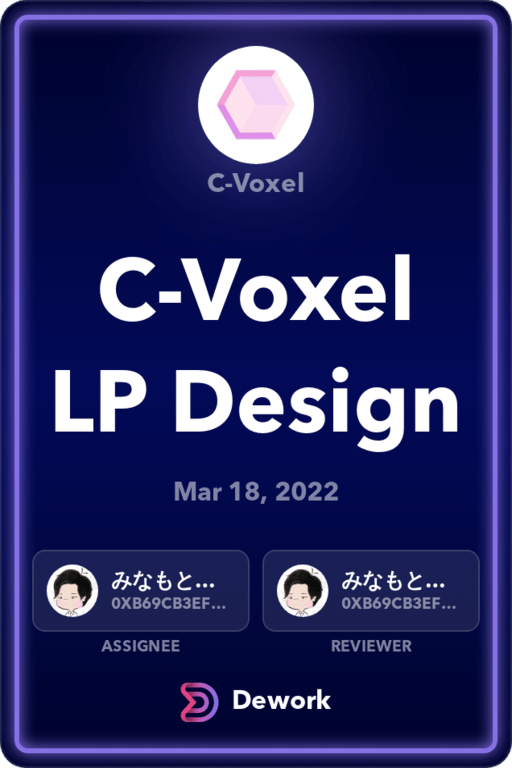 C-Voxel
C-Voxel
LP Design
Mar 18, 2022
みなもと...
0XB69CB3EF...
ASSIGNEE
みなもと...
0XB69CB3EF...
REVIEWER
Dework